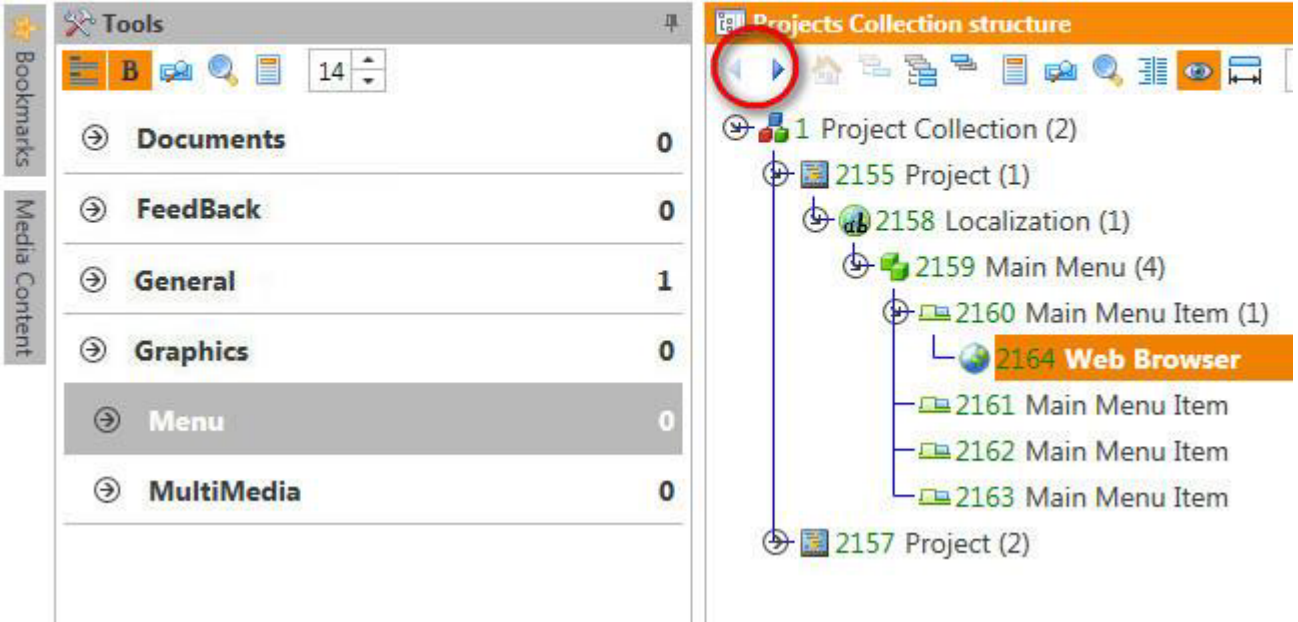 Bookmarks
Media Content
Tools
B
14
Documents 0
FeedBack 0
General 1
Graphics 0
Menu 0
MultiMedia 0
Projects Collection structure
1 Project Collection (2)
2155 Project (1)
ab 2158 Localization (1)
2159 Main Menu (4)
2160 Main Menu Item (1)
2164 Web Browser
2161 Main Menu Item
2162 Main Menu Item
2163 Main Menu Item
2157 Project (2)